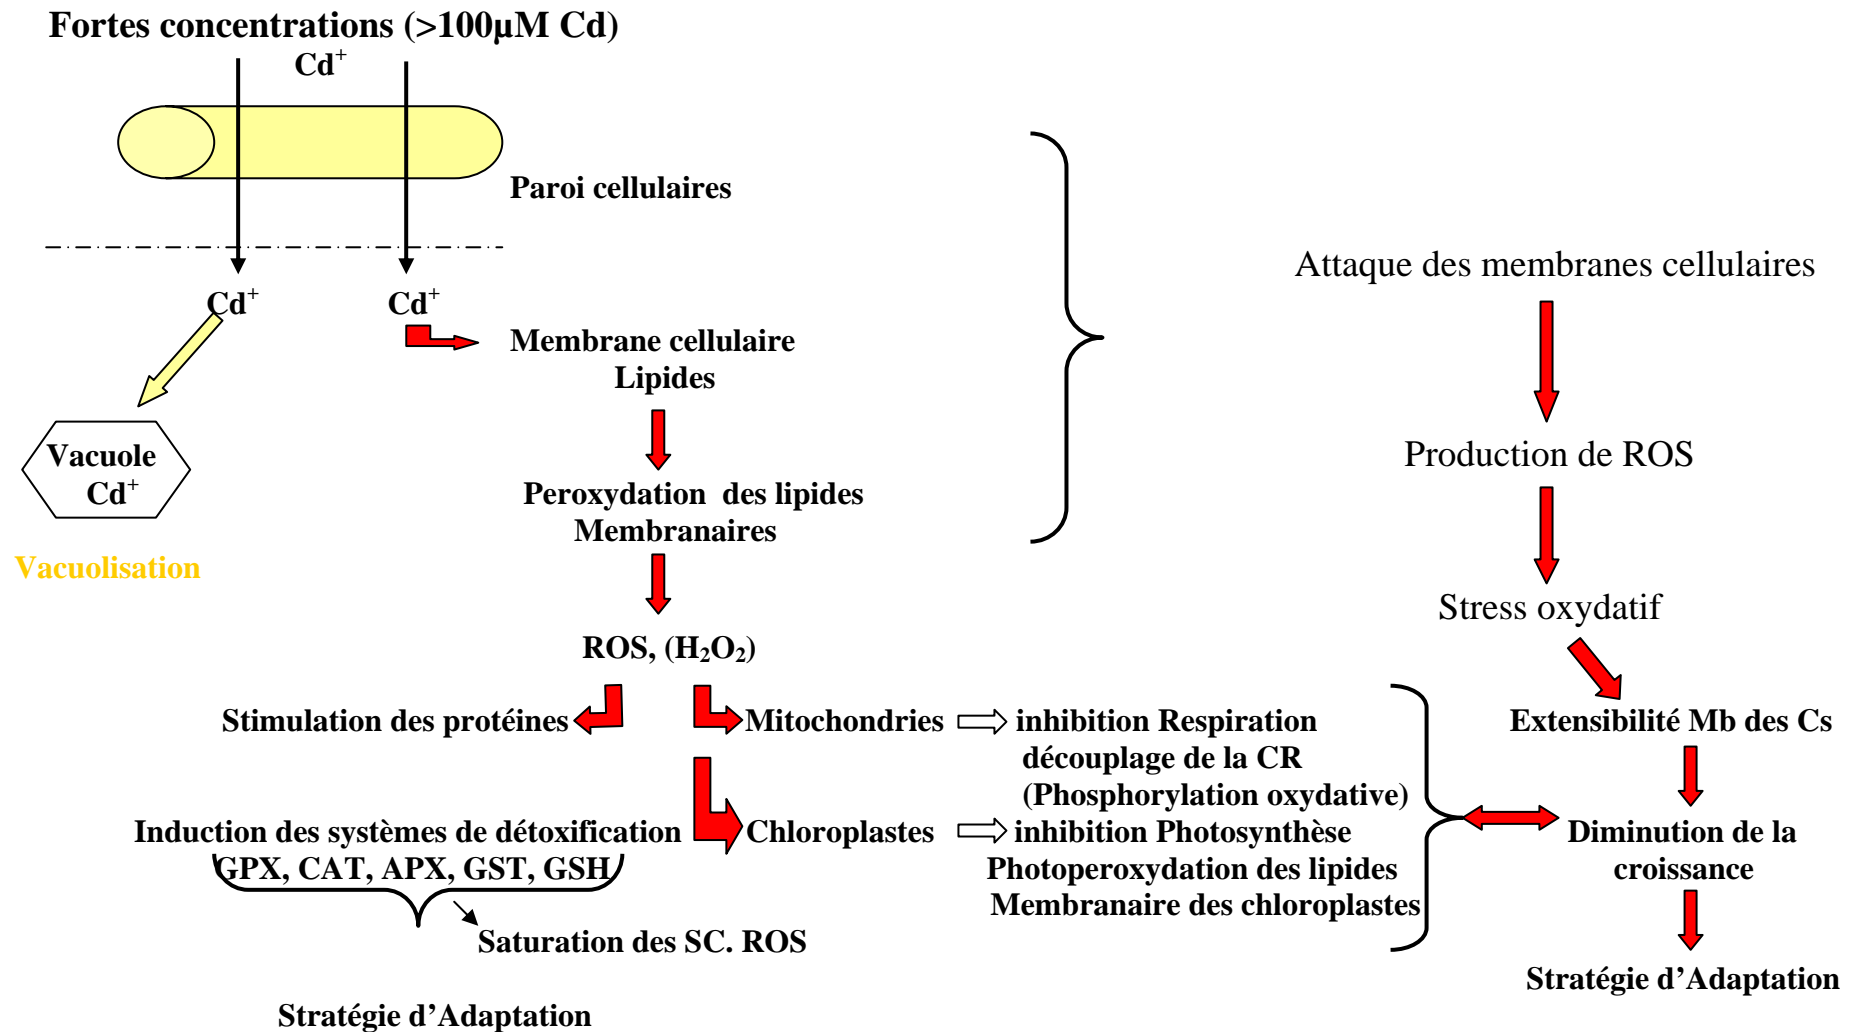 Fortes concentrations (>100µM Cd)
Cd⁺
Paroi cellulaires
Cd⁺
Cd⁺
Membrane cellulaire
Lipides
Vacuole
Cd⁺
Vacuolisation
Peroxydation des lipides
Membranaires
ROS, (H₂O₂)
Stimulation des protéines
Mitochondries
inhibition Respiration
découplage de la CR
(Phosphorylation oxydative)
Induction des systèmes de détoxification
GPX, CAT, APX, GST, GSH
Chloroplastes
inhibition Photosynthèse
Photoperoxydation des lipides
Membranaire des chloroplastes
Saturation des SC. ROS
Stratégie d’Adaptation
Attaque des membranes cellulaires
Production de ROS
Stress oxydatif
Extensibilité Mb des Cs
Diminution de la
croissance
Stratégie d’Adaptation